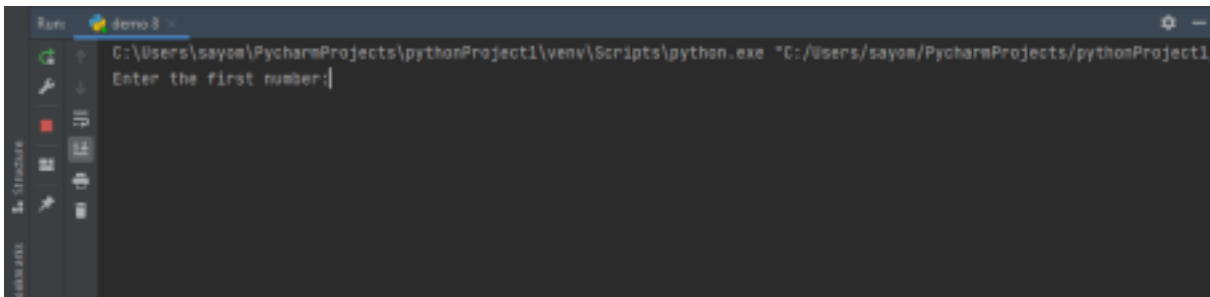 Run: demo 8
C:\Users\sayom\PycharmProjects\pythonProject1\venv\Scripts\python.exe "C:/Users/sayom/PycharmProjects/pythonProject1
Enter the first number:
Structure